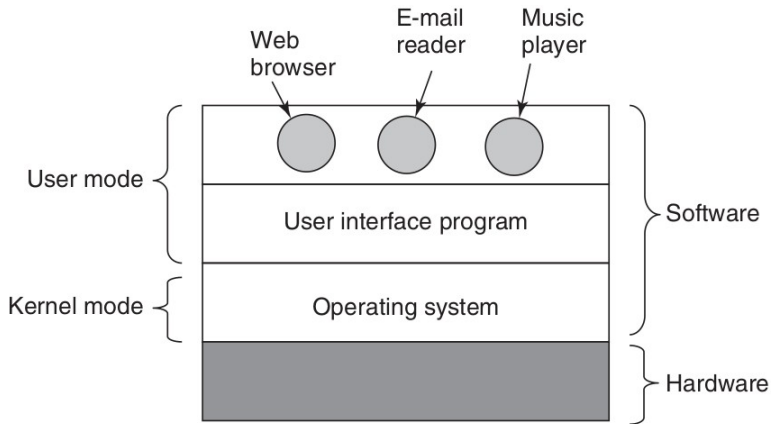 Web
browser
E-mail
reader
Music
player
User mode
User interface program
Software
Kernel mode
Operating system
Hardware